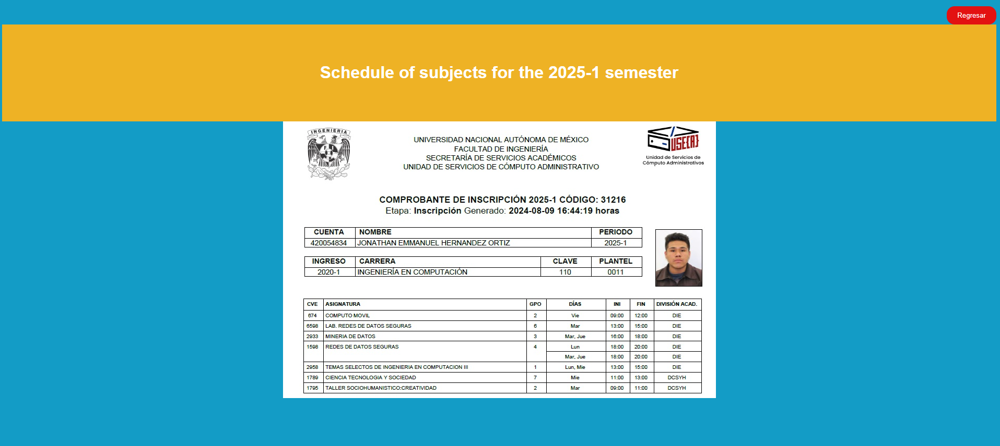 Regresar
Schedule of subjects for the 2025-1 semester
INGENIERIA
UNIVERSIDAD NACIONAL AUTÓNOMA DE MÉXICO
FACULTAD DE INGENIERÍA
SECRETARÍA DE SERVICIOS ACADÉMICOS
UNIDAD DE SERVICIOS DE CÓMPUTO ADMINISTRATIVO
USE{A}
Unidad de Servicios de
Cómputo Administrativos
COMPROBANTE DE INSCRIPCIÓN 2025-1 CÓDIGO: 31216
Etapa: Inscripción Generado: 2024-08-09 16:44:19 horas
CUENTA NOMBRE PERIODO
420054834 JONATHAN EMMANUEL HERNANDEZ ORTIZ 2025-1
INGRESO CARRERA CLAVE PLANTEL
2020-1 INGENIERÍA EN COMPUTACIÓN 110 0011
CVE ASIGNATURA GPO DÍAS INI FIN DIVISIÓN ACAD.
674 COMPUTO MOVIL 2 Vie 09:00 12:00 DIE
6598 LAB. REDES DE DATOS SEGURAS 6 Mar 13:00 15:00 DIE
2933 MINERIA DE DATOS 3 Mar, Jue 16:00 18:00 DIE
1598 REDES DE DATOS SEGURAS 4 Lun 18:00 20:00 DIE
Mar, Jue 18:00 20:00 DIE
2958 TEMAS SELECTOS DE INGENIERIA EN COMPUTACION III 1 Lun, Mie 13:00 15:00 DIE
1789 CIENCIA TECNOLOGIA Y SOCIEDAD 7 Mie 11:00 13:00 DCSYH
1795 TALLER SOCIOHUMANISTICO:CREATIVIDAD 2 Mar 09:00 11:00 DCSYH